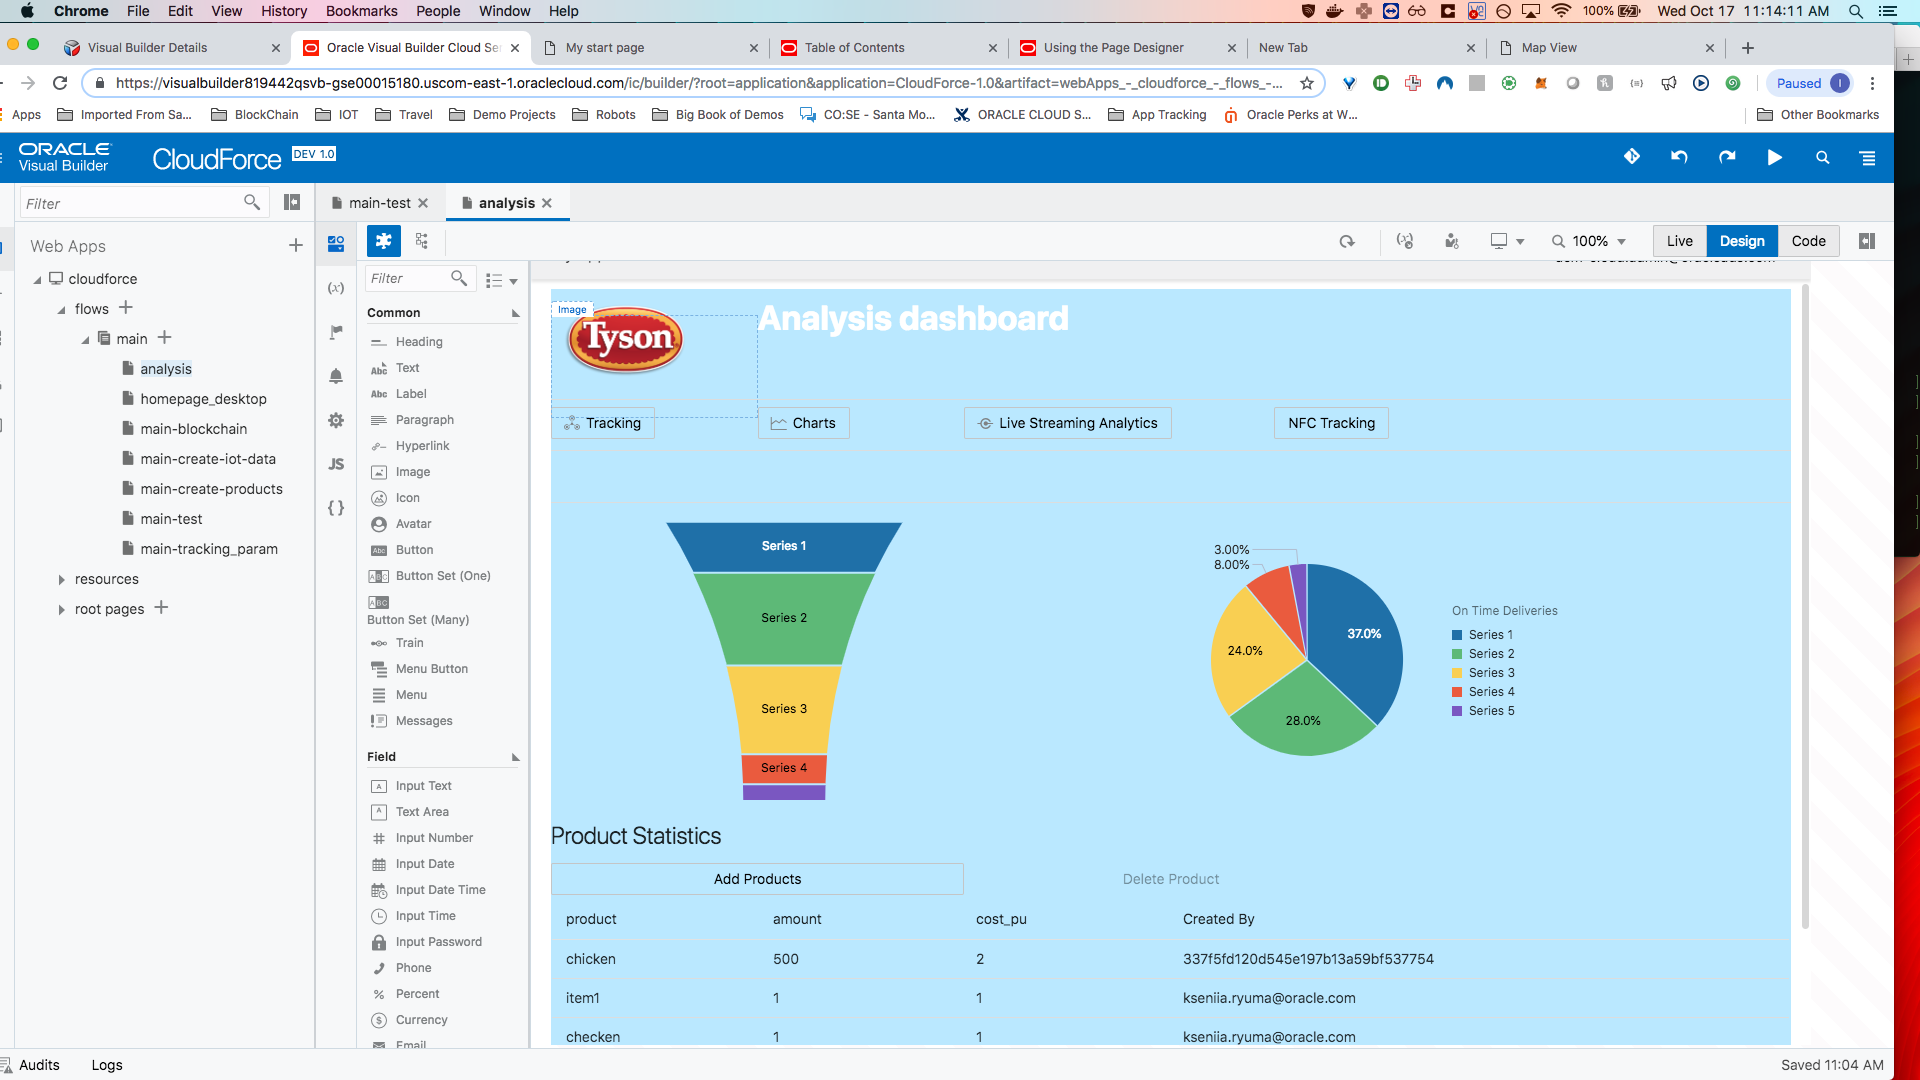 Chrome File Edit View History Bookmarks People Window Help 100% Wed Oct 17 11:14:11 AM
Visual Builder Details Oracle Visual Builder Cloud Se My start page Table of Contents Using the Page Designer New Tab Map View
https://visualbuilder819442qsvb-gse00015180.uscom-east-1.oraclecloud.com/ic/builder/?root=application&application=CloudForce-1.0&artifact=webApps_-_cloudforce_-_flows_-... Paused I
Apps Imported From Sa... BlockChain IOT Travel Demo Projects Robots Big Book of Demos CO:SE - Santa Mo... ORACLE CLOUD S... App Tracking Oracle Perks at W... Other Bookmarks
ORACLE
Visual Builder
CloudForce DEV 1.0
Filter
main-test analysis
Web Apps
cloudforce
flows
main
analysis
homepage_desktop
main-blockchain
main-create-iot-data
main-create-products
main-test
main-tracking_param
resources
root pages
(x)
JS
{ }
100% Live Design Code
Filter
Common
Heading
Abc Text
Abc Label
Paragraph
Hyperlink
Image
Icon
Avatar
Abc Button
Button Set (One)
Button Set (Many)
Train
Menu Button
Menu
Messages
Field
Input Text
Text Area
Input Number
Input Date
Input Date Time
Input Time
Input Password
Phone
Percent
Currency
Email
Image
Tyson
Analysis dashboard
Tracking Charts Live Streaming Analytics NFC Tracking
Series 1
Series 2
Series 3
Series 4
3.00%
8.00%
37.0%
24.0%
28.0%
On Time Deliveries
Series 1
Series 2
Series 3
Series 4
Series 5
Product Statistics
Add Products Delete Product
product amount cost_pu Created By
chicken 500 2 337f5fd120d545e197b13a59bf537754
item1 1 1 kseniia.ryuma@oracle.com
checken 1 1 kseniia.ryuma@oracle.com
Audits Logs Saved 11:04 AM